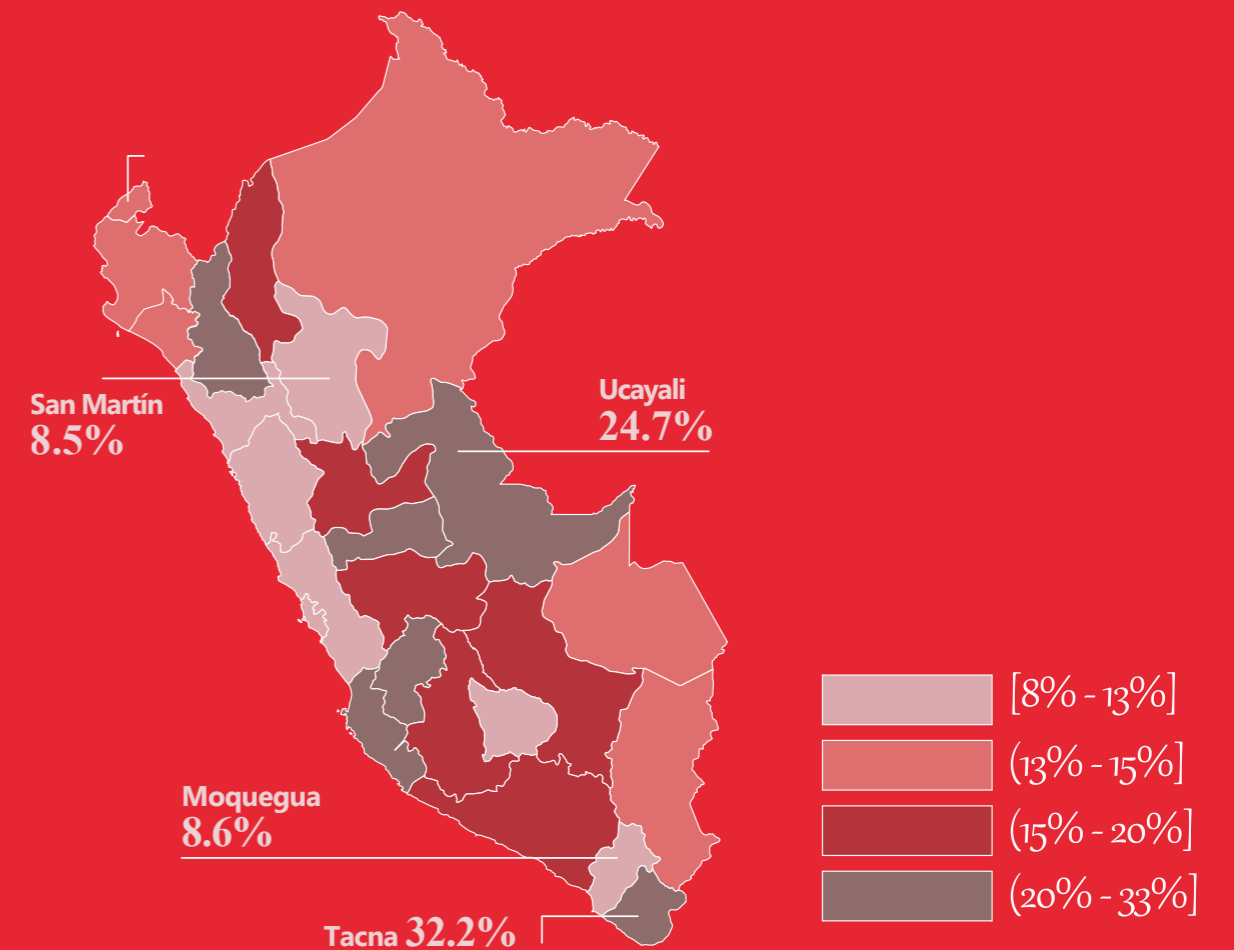 San Martín
8.5%
Ucayali
24.7%
Moquegua
8.6%
Tacna 32.2%
[8% - 13%]
(13% - 15%]
(15% - 20%]
(20% - 33%]